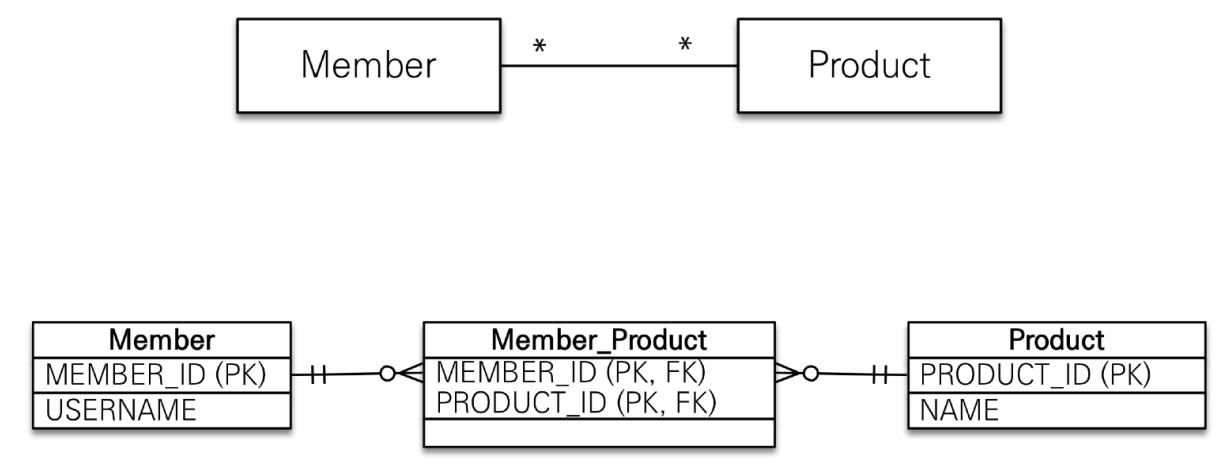 Member
*
*
Product
Member
MEMBER_ID (PK)
USERNAME
Member_Product
MEMBER_ID (PK, FK)
PRODUCT_ID (PK, FK)
Product
PRODUCT_ID (PK)
NAME